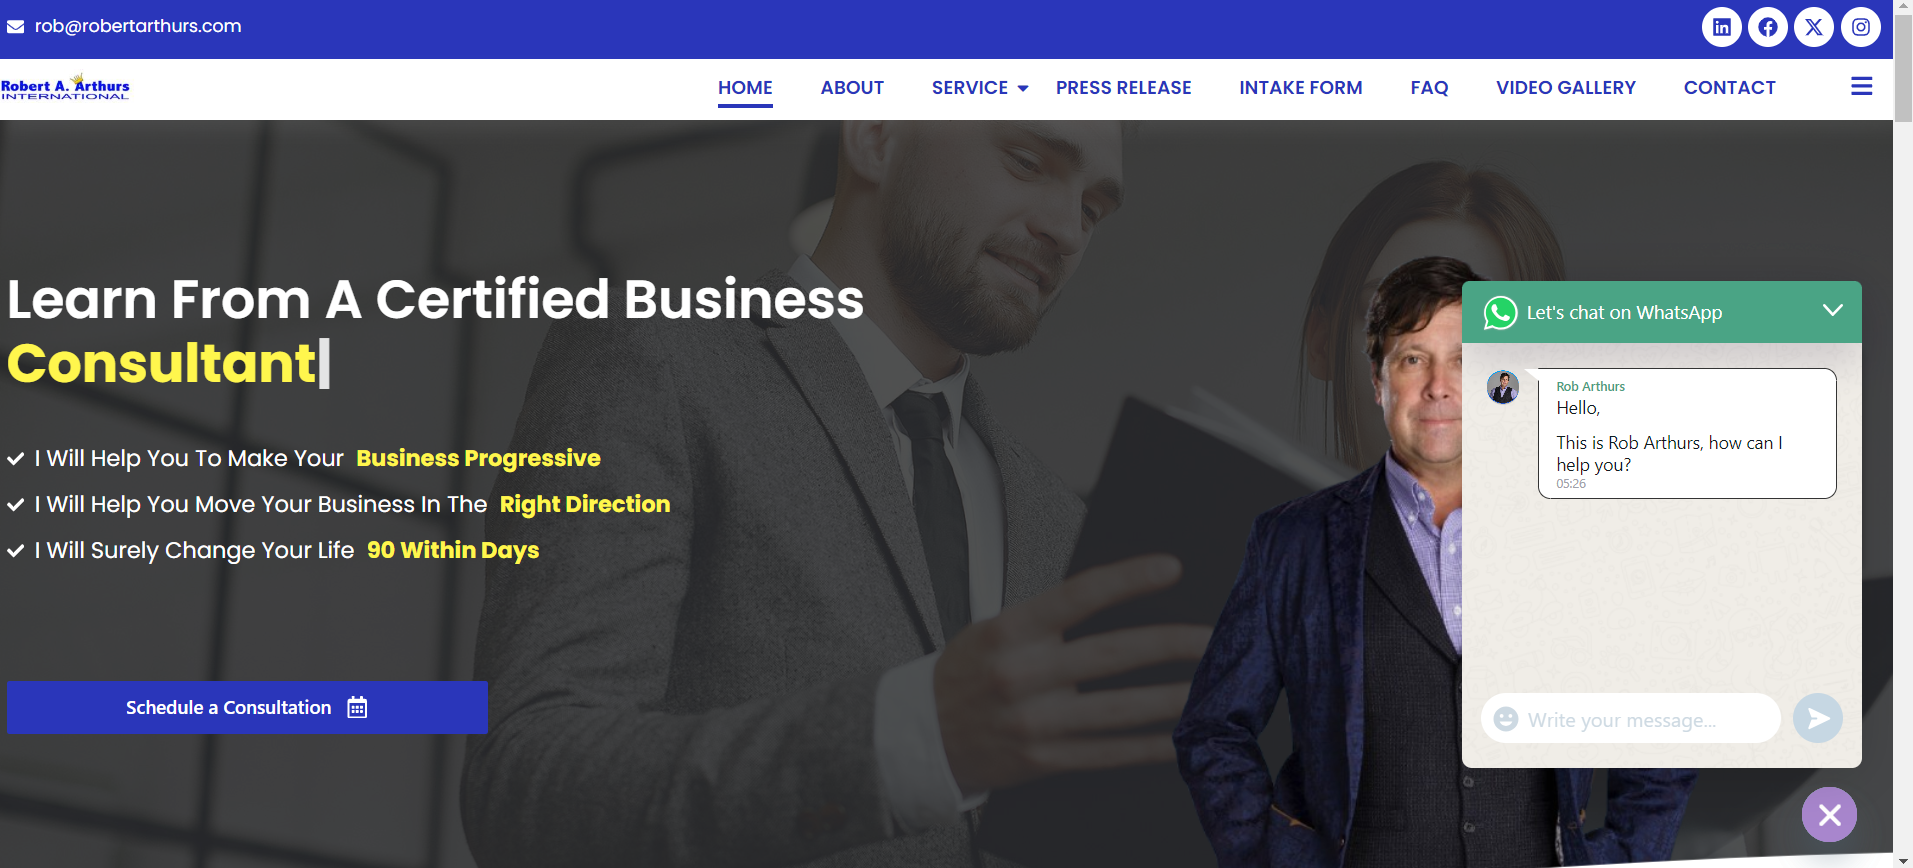 rob@robertarthurs.com
Robert A. Arthurs
INTERNATIONAL
HOME
ABOUT
SERVICE
PRESS RELEASE
INTAKE FORM
FAQ
VIDEO GALLERY
CONTACT
Learn From A Certified Business
Consultant
I Will Help You To Make Your Business Progressive
I Will Help You Move Your Business In The Right Direction
I Will Surely Change Your Life 90 Within Days
Schedule a Consultation
Let's chat on WhatsApp
Rob Arthurs
Hello,
This is Rob Arthurs, how can I
help you?
05:26
Write your message...